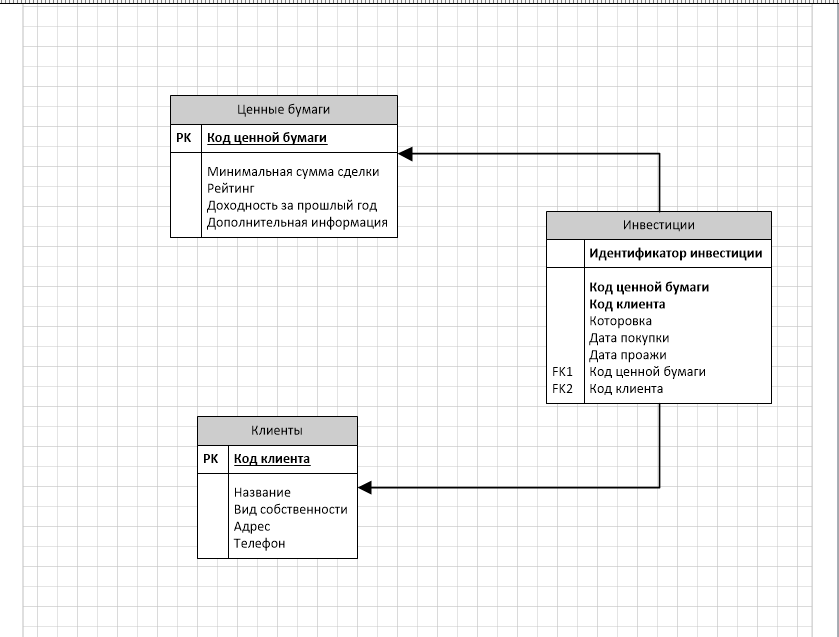 Ценные бумаги
PK Код ценной бумаги
Минимальная сумма сделки
Рейтинг
Доходность за прошлый год
Дополнительная информация
Инвестиции
Идентификатор инвестиции
Код ценной бумаги
Код клиента
Которовка
Дата покупки
Дата проажи
FK1 Код ценной бумаги
FK2 Код клиента
Клиенты
PK Код клиента
Название
Вид собственности
Адрес
Телефон